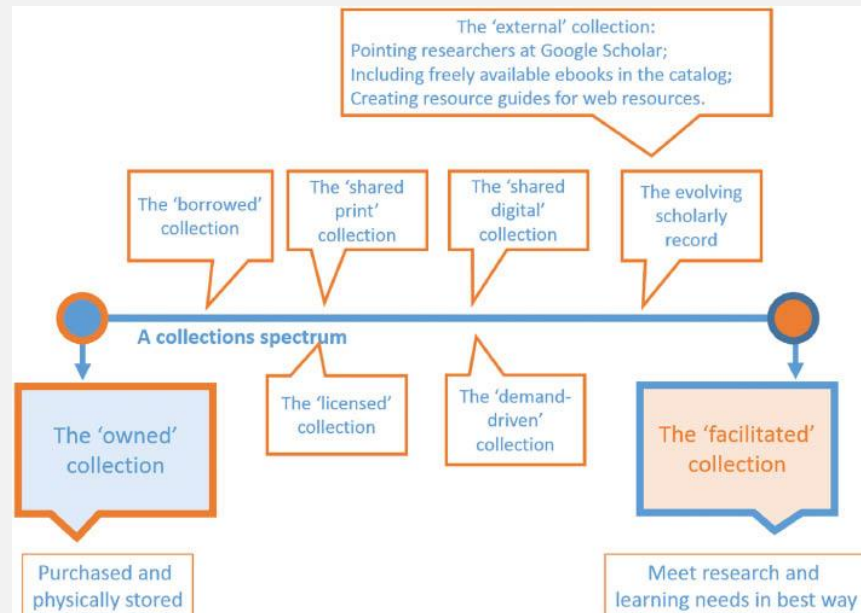 The ‘external’ collection:
Pointing researchers at Google Scholar;
Including freely available ebooks in the catalog;
Creating resource guides for web resources.
The ‘borrowed’
collection
The ‘shared
print’
collection
The ‘shared
digital’
collection
The evolving
scholarly
record
A collections spectrum
The ‘licensed’
collection
The ‘demand-
driven’
collection
The ‘owned’
collection
The ‘facilitated’
collection
Purchased and
physically stored
Meet research and
learning needs in best way